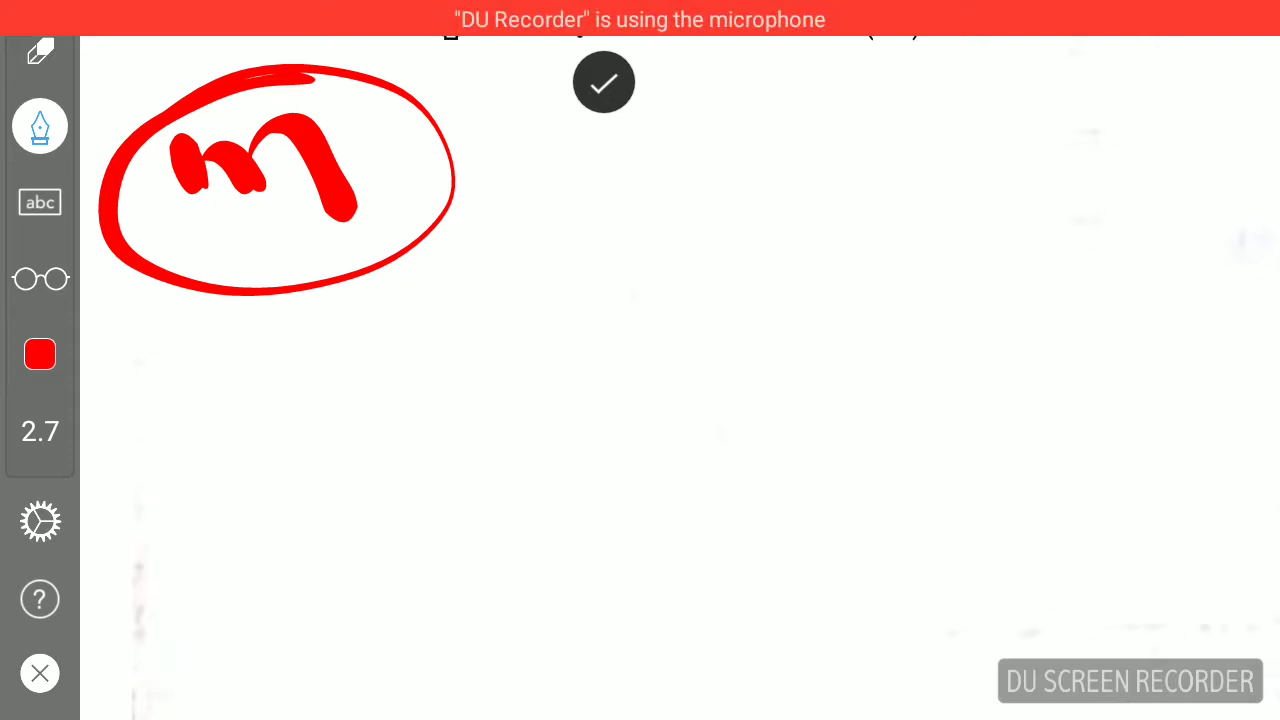 "DU Recorder" is using the microphone
m
abc
2.7
?
DU SCREEN RECORDER